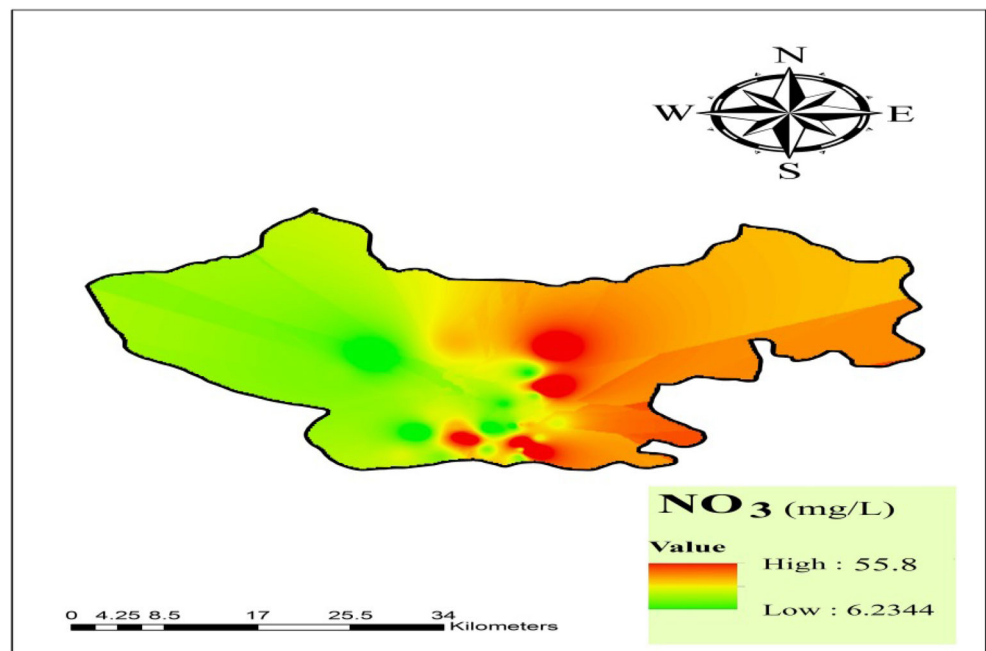 N
W E
S
NO3 (mg/L)
Value
High : 55.8
Low : 6.2344
0 4.25 8.5 17 25.5 34
Kilometers